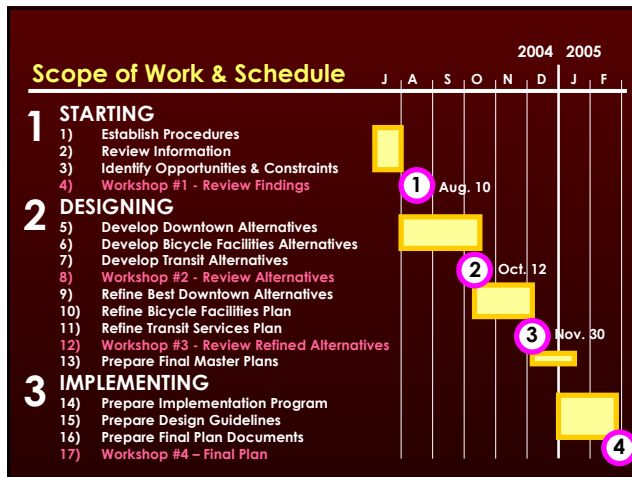 2004 2005
Scope of Work & Schedule J A S O N D J F
1 STARTING
1) Establish Procedures
2) Review Information
3) Identify Opportunities & Constraints
4) Workshop #1 - Review Findings 1 Aug. 10
2 DESIGNING
5) Develop Downtown Alternatives
6) Develop Bicycle Facilities Alternatives
7) Develop Transit Alternatives
8) Workshop #2 - Review Alternatives 2 Oct. 12
9) Refine Best Downtown Alternatives
10) Refine Bicycle Facilities Plan
11) Refine Transit Services Plan
12) Workshop #3 - Review Refined Alternatives 3 Nov. 30
13) Prepare Final Master Plans
3 IMPLEMENTING
14) Prepare Implementation Program
15) Prepare Design Guidelines
16) Prepare Final Plan Documents
17) Workshop #4 – Final Plan 4